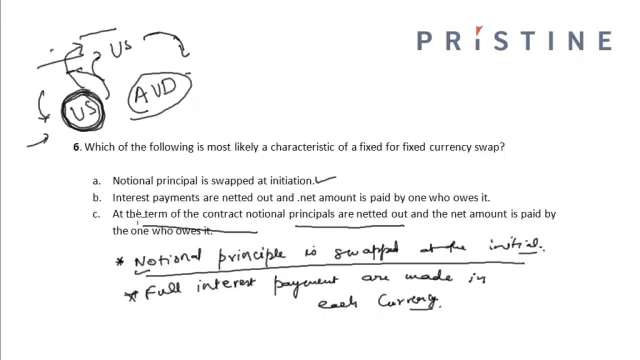 PRISTINE
US
US
AUD
6. Which of the following is most likely a characteristic of a fixed for fixed currency swap?
a. Notional principal is swapped at initiation.
b. Interest payments are netted out and .net amount is paid by one who owes it.
c. At the term of the contract notional principals are netted out and the net amount is paid by
the one who owes it.
* Notional principle is swapped at the initial.
* Full interest payment are made in
each currency.